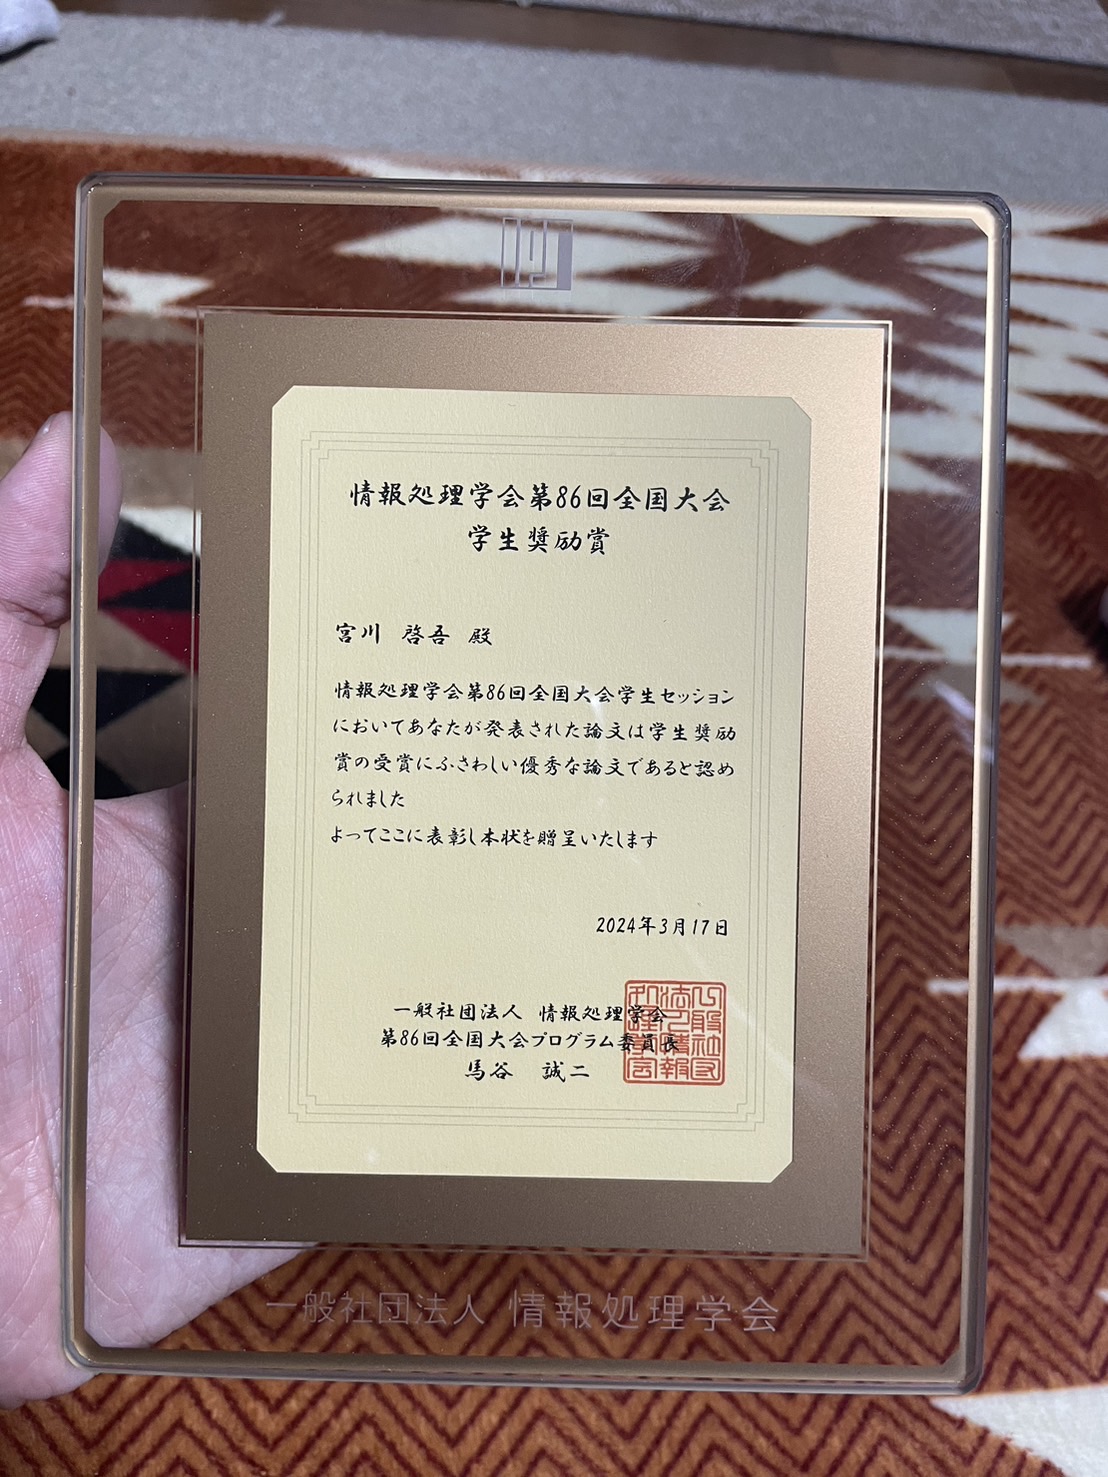 情報処理学会第86回全国大会
学生奨励賞
宮川 啓吾 殿
情報処理学会第86回全国大会学生セッション
においてあなたが発表された論文は学生奨励
賞の受賞にふさわしい優秀な論文であると認め
られました
よってここに表彰し本状を贈呈いたします
2024年3月17日
一般社団法人 情報処理学会
第86回全国大会プログラム委員長
馬谷 誠二
一般社団法人 情報処理学会